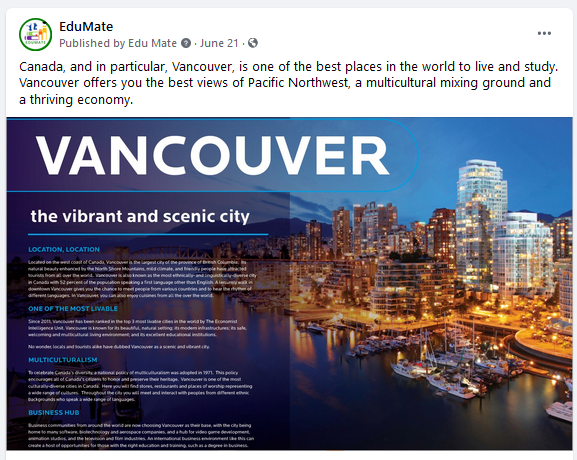 EduMate
Published by Edu Mate · June 21 ·
Canada, and in particular, Vancouver, is one of the best places in the world to live and study.
Vancouver offers you the best views of Pacific Northwest, a multicultural mixing ground and
a thriving economy.
VANCOUVER
the vibrant and scenic city
LOCATION, LOCATION
Located on the west coast of Canada, Vancouver is the largest city of the province of British Columbia. Its
natural beauty enhanced by the North Shore Mountains, mild climate, and friendly people have attracted
tourists from all over the world. Vancouver is also known as the most ethnically- and linguistically-diverse city
in Canada with 52 percent of the population speaking a first language other than English. A leisurely walk in
downtown Vancouver gives you the chance to meet people from various countries and to hear the rhythm of
different languages. In Vancouver, you can also enjoy cuisines from all over the world.
ONE OF THE MOST LIVABLE
Since 2011, Vancouver has been ranked in the top 3 most livable cities in the world by The Economist
Intelligence Unit. Vancouver is known for its beautiful, natural setting; its modern infrastructures; its safe,
welcoming and multicultural living environment; and its excellent educational institutions.
No wonder, locals and tourists alike have dubbed Vancouver as a scenic and vibrant city.
MULTICULTURALISM
To celebrate Canada's diversity, a national policy of multiculturalism was adopted in 1971. This policy
encourages all of Canada's citizens to honor and preserve their heritage. Vancouver is one of the most
culturally-diverse cities in Canada. Here you will find stores, restaurants and places of worship representing
a wide range of cultures. Throughout the city you will meet and interact with people from different ethnic
backgrounds who speak a wide range of languages.
BUSINESS HUB
Business communities from around the world are now choosing Vancouver as their base, with the city being
home to many software, biotechnology and aerospace companies, and a hub for video game development,
animation studios, and the television and film industries. An international business environment like this can
create a host of opportunities for those with the right education and training, such as a degree in business.